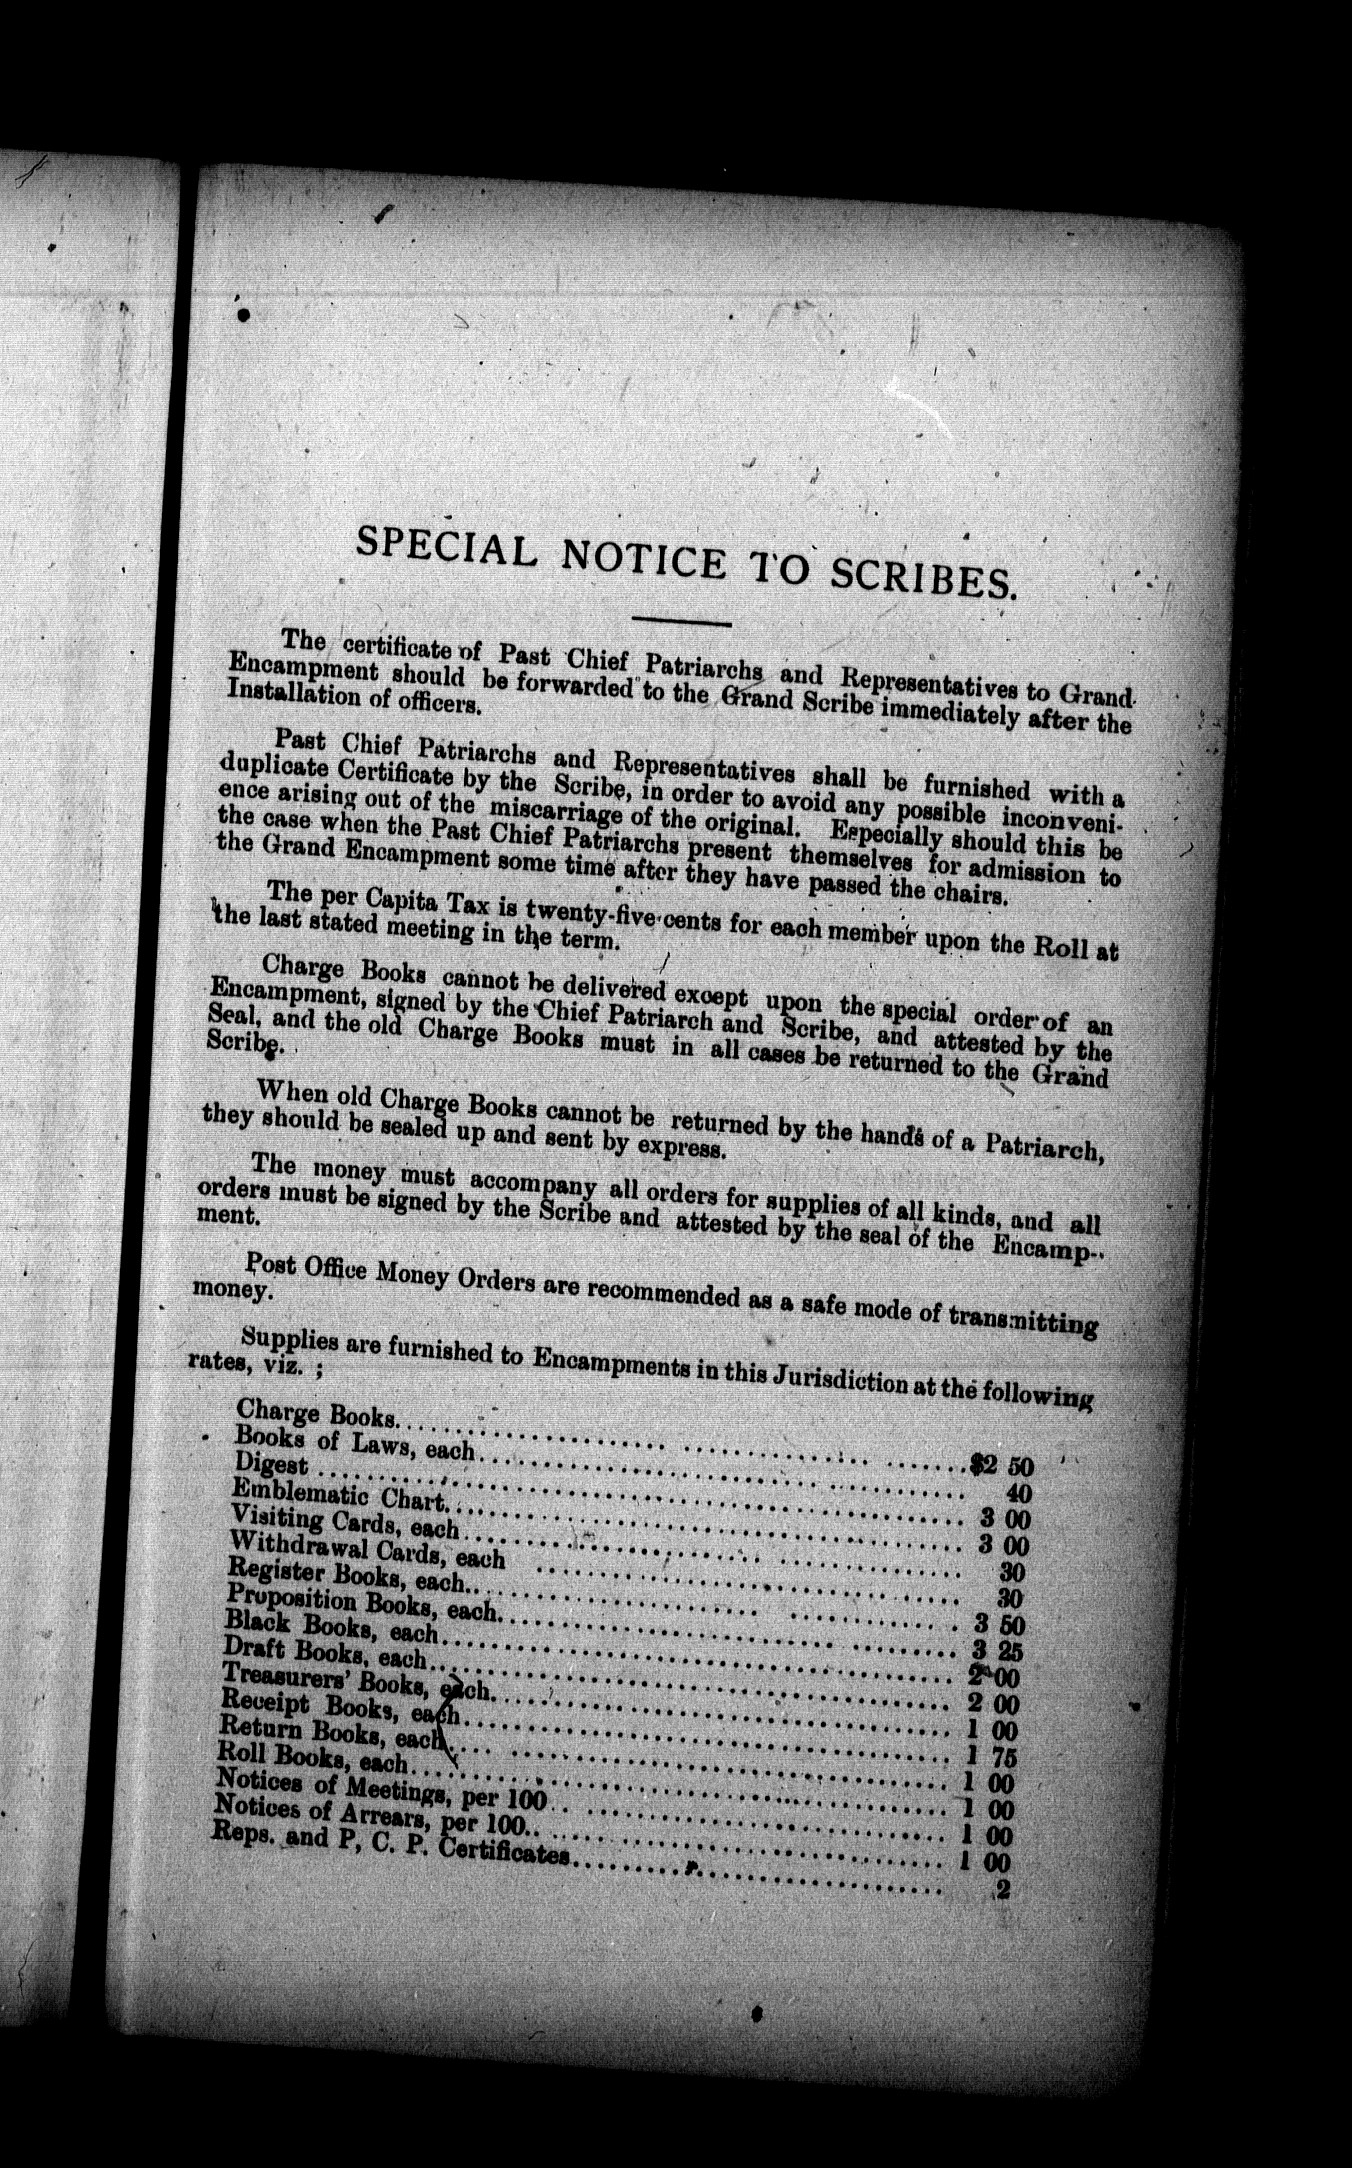 SPECIAL NOTICE TO SCRIBES.
The certificate of Past Chief Patriarchs and Representatives to Grand
Encampment should be forwarded to the Grand Scribe immediately after the
Installation of officers.
Past Chief Patriarchs and Representatives shall be furnished with a
duplicate Certificate by the Scribe, in order to avoid any possible inconveni-
ence arising out of the miscarriage of the original. Especially should this be
the case when the Past Chief Patriarchs present themselves for admission to
the Grand Encampment some time after they have passed the chairs.
The per Capita Tax is twenty-five cents for each member upon the Roll at
the last stated meeting in the term.
Charge Books cannot be delivered except upon the special order of an
Encampment, signed by the Chief Patriarch and Scribe, and attested by the
Seal, and the old Charge Books must in all cases be returned to the Grand
Scribe.
When old Charge Books cannot be returned by the hands of a Patriarch,
they should be sealed up and sent by express.
The money must accompany all orders for supplies of all kinds, and all
orders must be signed by the Scribe and attested by the seal of the Encamp-
ment.
Post Office Money Orders are recommended as a safe mode of transmitting
money.
Supplies are furnished to Encampments in this Jurisdiction at the following
rates, viz. ;
Charge Books........ $2 50
Books of Laws, each........ 40
Digest........ 3 00
Emblematic Chart........ 3 00
Visiting Cards, each........ 30
Withdrawal Cards, each........ 30
Register Books, each........ 3 50
Proposition Books, each........ 3 25
Black Books, each........ 2 00
Draft Books, each........ 2 00
Treasurers' Books, each........ 1 00
Receipt Books, each........ 1 75
Return Books, each........ 1 00
Roll Books, each........ 1 00
Notices of Meetings, per 100........ 1 00
Notices of Arrears, per 100........ 1 00
Reps. and P, C. P. Certificates........ 2